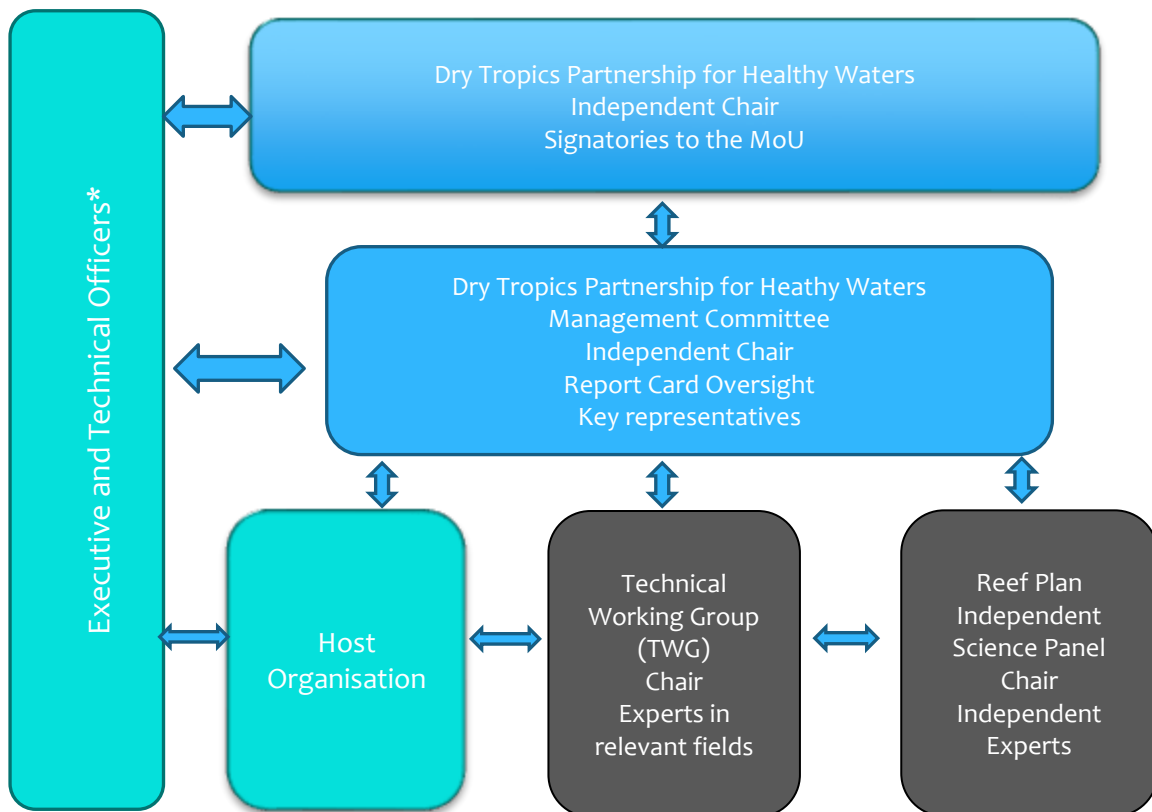 Executive and Technical Officers*
Dry Tropics Partnership for Healthy Waters
Independent Chair
Signatories to the MoU
Dry Tropics Partnership for Heathy Waters
Management Committee
Independent Chair
Report Card Oversight
Key representatives
Host
Organisation
Technical
Working Group
(TWG)
Chair
Experts in
relevant fields
Reef Plan
Independent
Science Panel
Chair
Independent
Experts